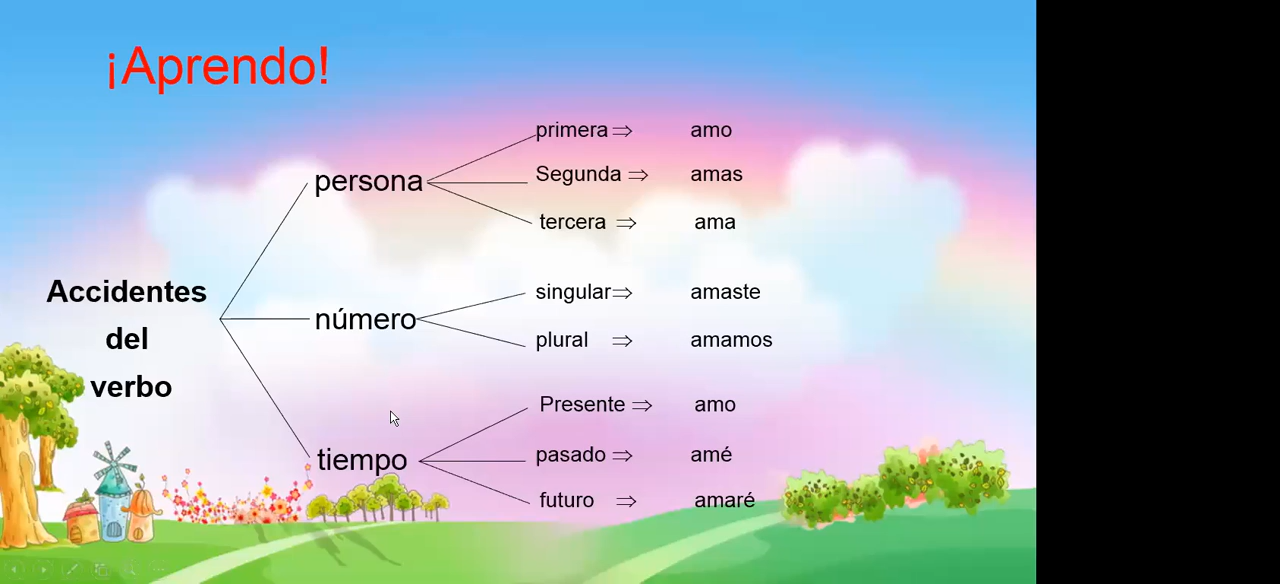 ¡Aprendo!
primera ⇒ amo
persona
Segunda ⇒ amas
tercera ⇒ ama
Accidentes
del
verbo
singular ⇒ amaste
número
plural ⇒ amamos
Presente ⇒ amo
tiempo
pasado ⇒ amé
futuro ⇒ amaré